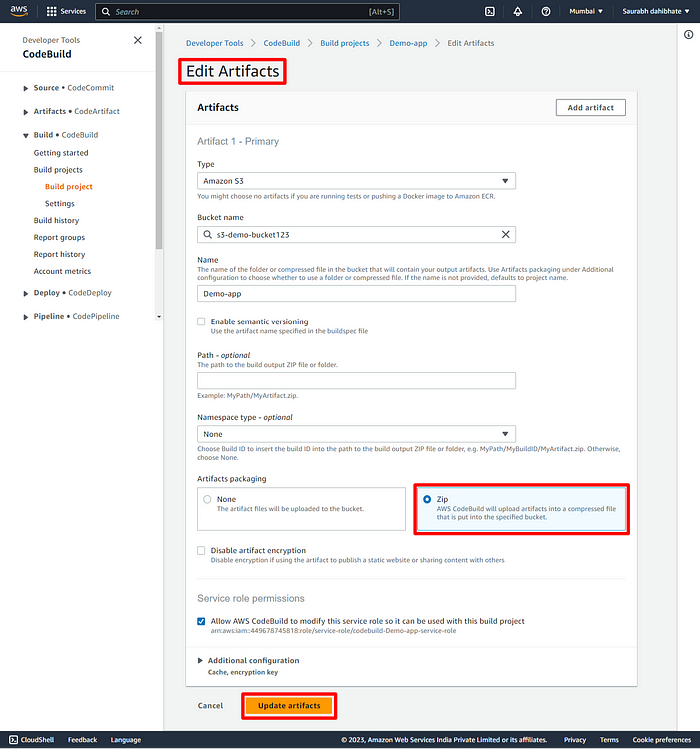 aws
Services
Search
[Alt+S]
Mumbai
Saurabh dahibhate
Developer Tools
CodeBuild
Source • CodeCommit
Artifacts • CodeArtifact
Build • CodeBuild
Getting started
Build projects
Build project
Settings
Build history
Report groups
Report history
Account metrics
Deploy • CodeDeploy
Pipeline • CodePipeline
Developer Tools
CodeBuild
Build projects
Demo-app
Edit Artifacts
Edit Artifacts
Artifacts
Add artifact
Artifact 1 - Primary
Type
Amazon S3
You might choose no artifacts if you are running tests or pushing a Docker image to Amazon ECR.
Bucket name
s3-demo-bucket123
Name
The name of the folder or compressed file in the bucket that will contain your output artifacts. Use Artifacts packaging under Additional
configuration to choose whether to use a folder or compressed file. If the name is not provided, defaults to project name.
Demo-app
Enable semantic versioning
Use the artifact name specified in the buildspec file
Path - optional
The path to the build output ZIP file or folder.
Example: MyPath/MyArtifact.zip.
Namespace type - optional
None
Choose Build ID to insert the build ID into the path to the build output ZIP file or folder, e.g. MyPath/MyBuildID/MyArtifact.zip. Otherwise,
choose None.
Artifacts packaging
None
The artifact files will be uploaded to the bucket.
Zip
AWS CodeBuild will upload artifacts into a compressed file
that is put into the specified bucket.
Disable artifact encryption
Disable encryption if using the artifact to publish a static website or sharing content with others
Service role permissions
Allow AWS CodeBuild to modify this service role so it can be used with this build project
arn:aws:iam::449678745818:role/service-role/codebuild-Demo-app-service-role
Additional configuration
Cache, encryption key
Cancel
Update artifacts
CloudShell
Feedback
Language
© 2023, Amazon Web Services India Private Limited or its affiliates.
Privacy
Terms
Cookie preferences